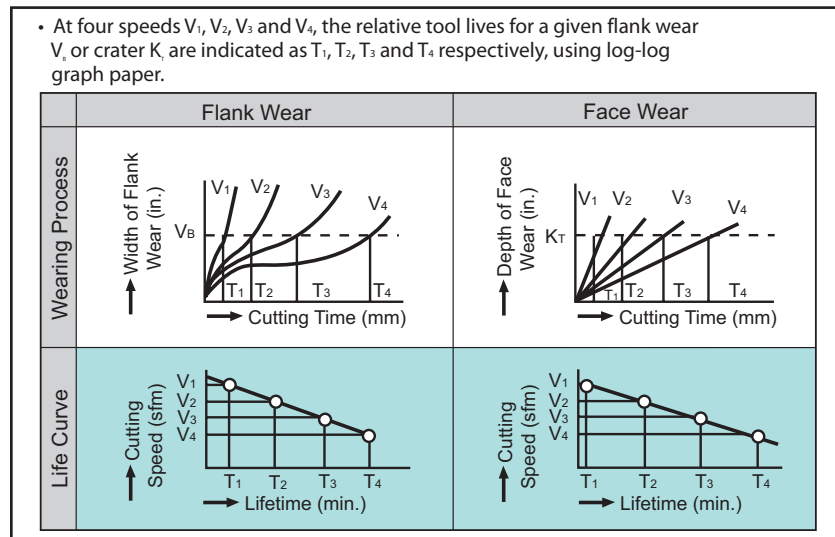 • At four speeds V₁, V₂, V₃ and V₄, the relative tool lives for a given flank wear
V_B or crater K_T are indicated as T₁, T₂, T₃ and T₄ respectively, using log-log
graph paper.
Flank Wear
Face Wear
Wearing Process
Width of Flank
Wear (in.)
V₁ V₂ V₃ V₄
V_B
T₁ T₂ T₃ T₄
Cutting Time (mm)
Depth of Face
Wear (in.)
V₁ V₂ V₃ V₄
K_T
T₁ T₂ T₃ T₄
Cutting Time (mm)
Life Curve
Cutting
Speed (sfm)
V₁
V₂
V₃
V₄
T₁ T₂ T₃ T₄
Lifetime (min.)
Cutting
Speed (sfm)
V₁
V₂
V₃
V₄
T₁ T₂ T₃ T₄
Lifetime (min.)